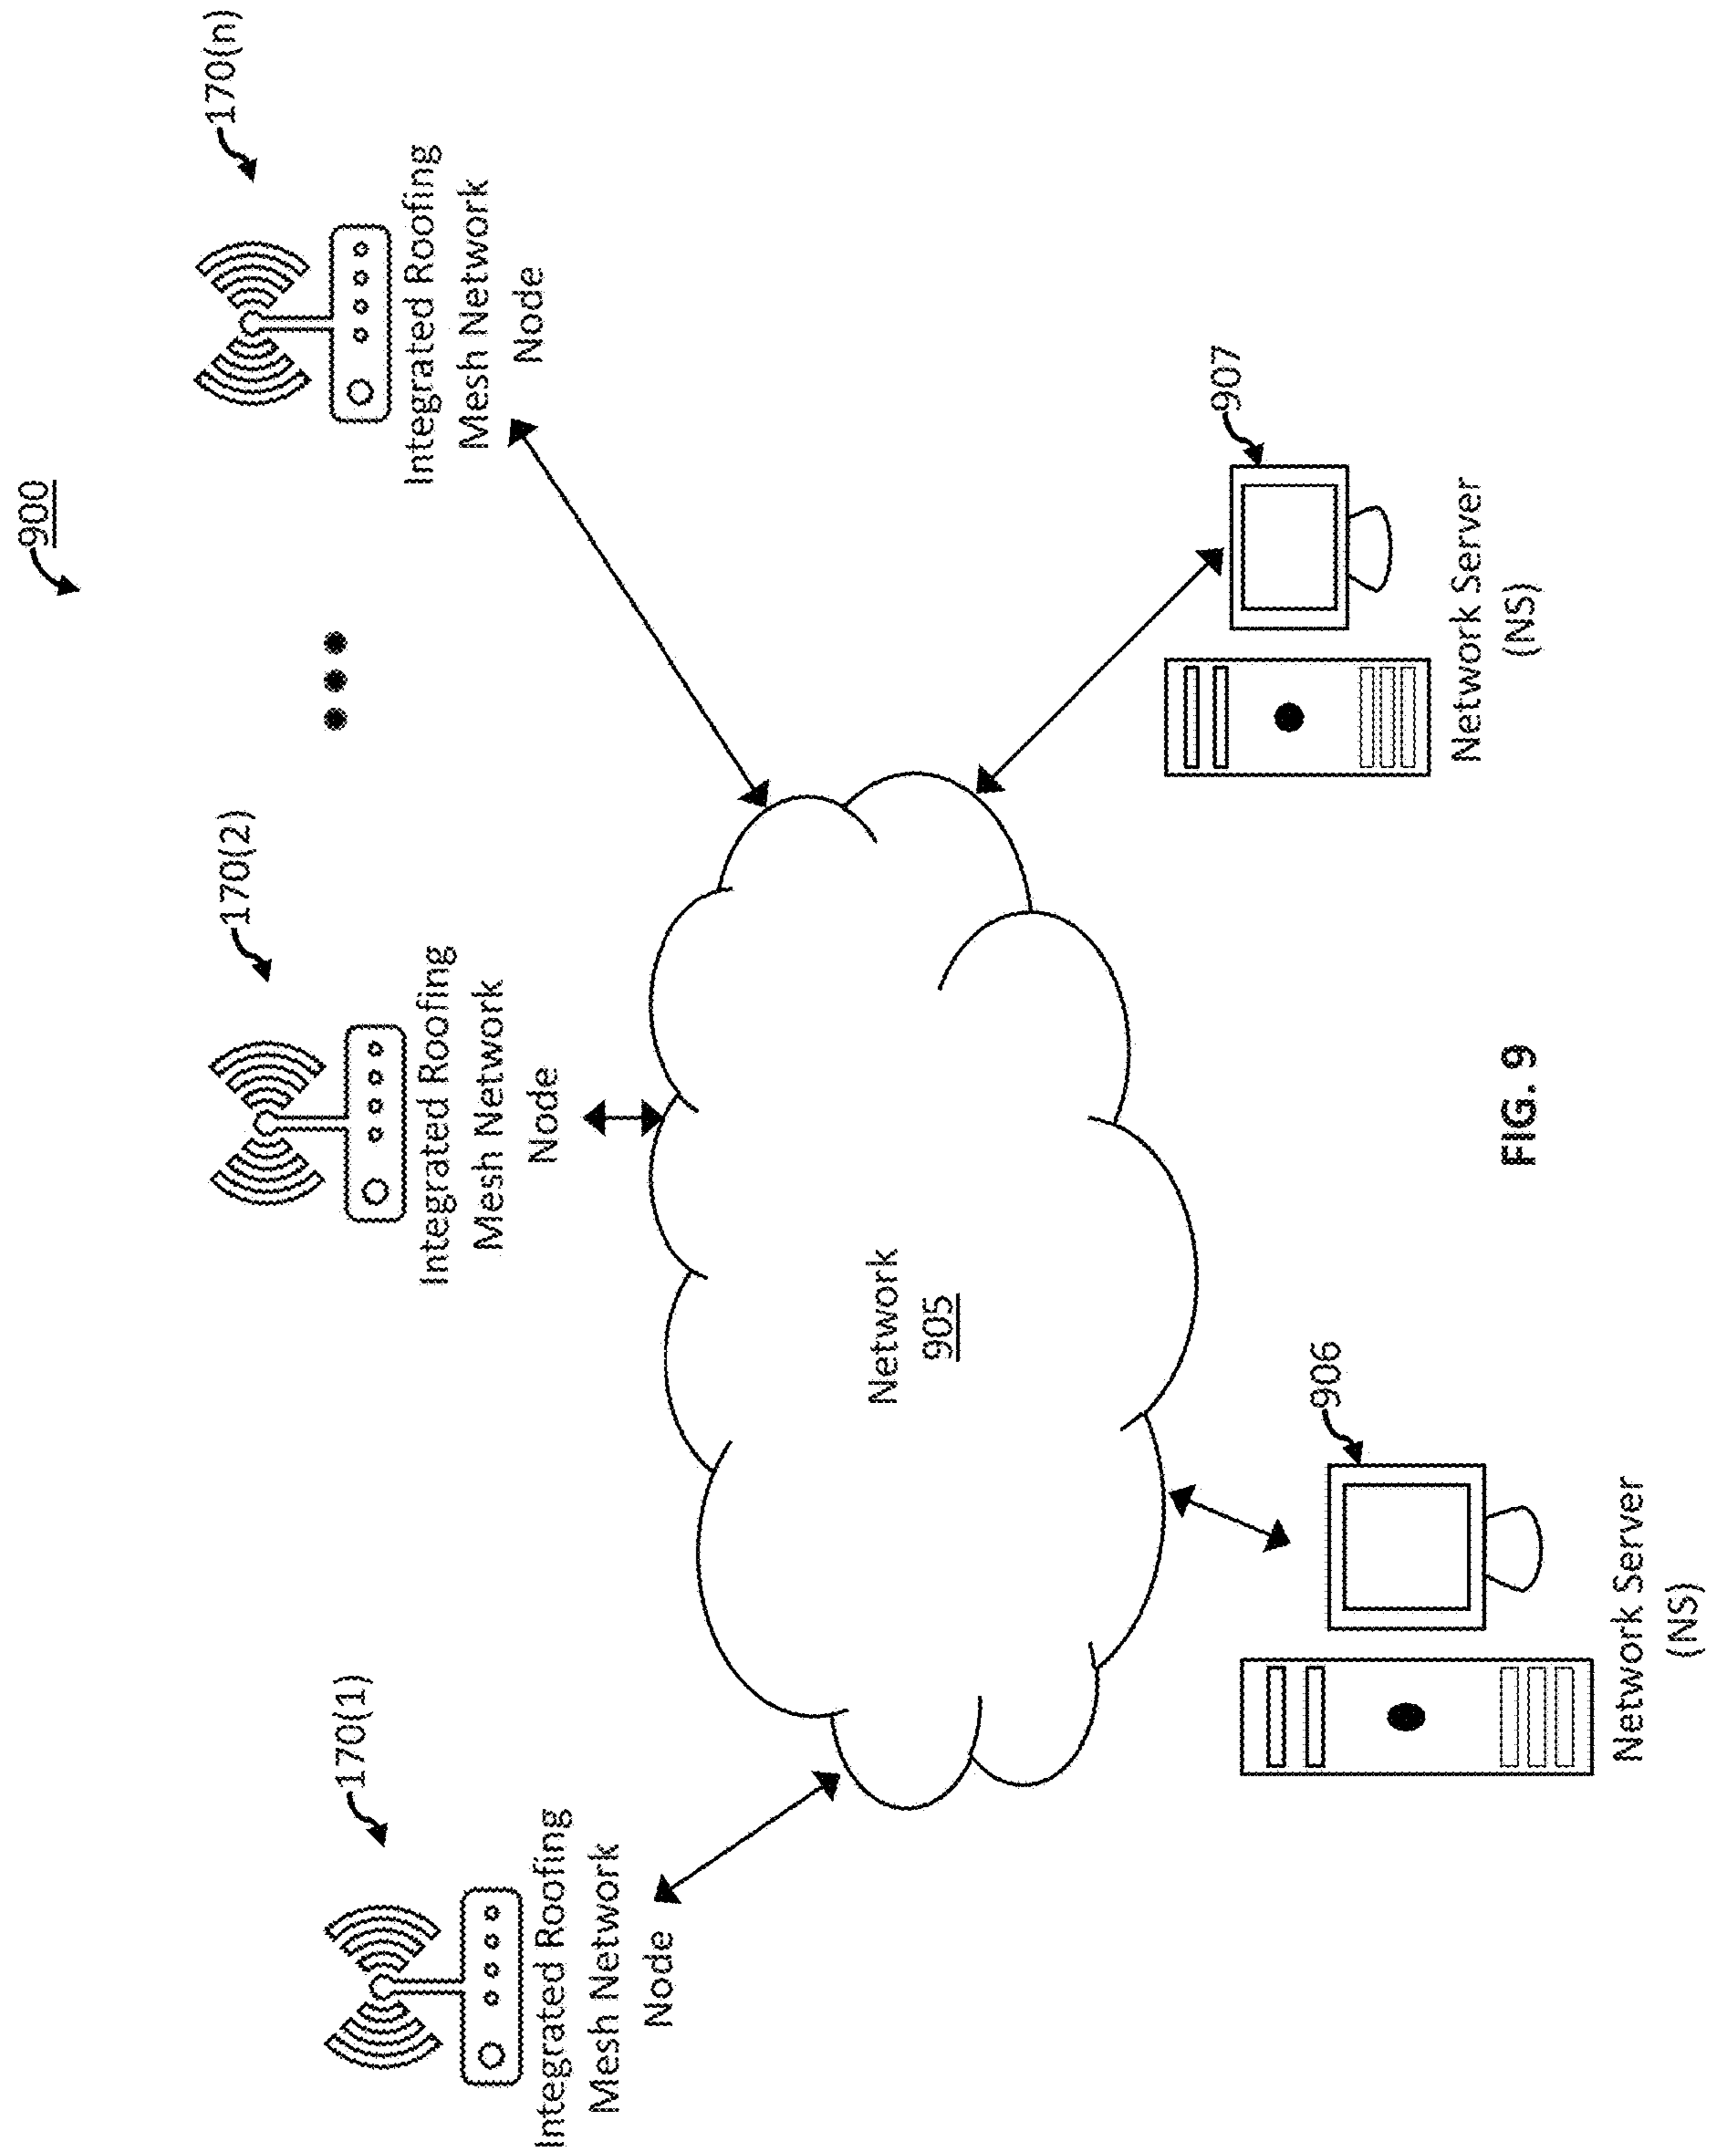 900
170(1)
Integrated Roofing
Mesh Network
Node
170(2)
Integrated Roofing
Mesh Network
Node
170(n)
Integrated Roofing
Mesh Network
Node
Network
905
906
Network Server
(NS)
907
Network Server
(NS)
FIG. 9